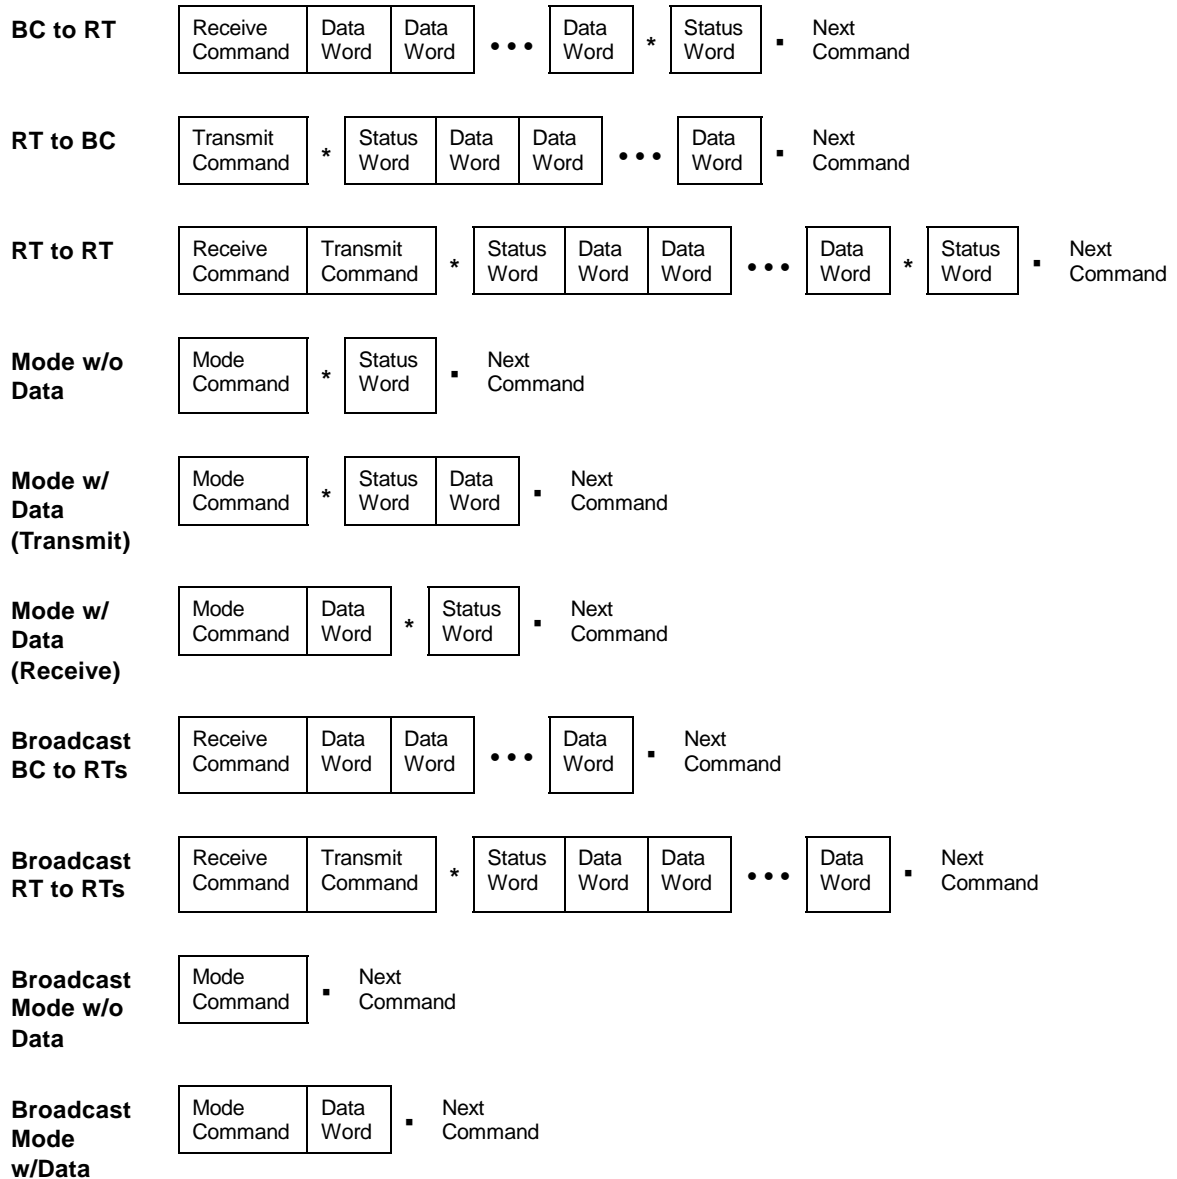 BC to RT
Receive Data Data Data Status Next
Command Word Word • • • Word * Word ▪ Command
RT to BC
Transmit Status Data Data Data Next
Command * Word Word Word • • • Word ▪ Command
RT to RT
Receive Transmit Status Data Data Data Status Next
Command Command * Word Word Word • • • Word * Word ▪ Command
Mode w/o
Data
Mode Status Next
Command * Word ▪ Command
Mode w/
Data
(Transmit)
Mode Status Data Next
Command * Word Word ▪ Command
Mode w/
Data
(Receive)
Mode Data Status Next
Command Word * Word ▪ Command
Broadcast
BC to RTs
Receive Data Data Data Next
Command Word Word • • • Word ▪ Command
Broadcast
RT to RTs
Receive Transmit Status Data Data Data Next
Command Command * Word Word Word • • • Word ▪ Command
Broadcast
Mode w/o
Data
Mode Next
Command ▪ Command
Broadcast
Mode
w/Data
Mode Data Next
Command Word ▪ Command